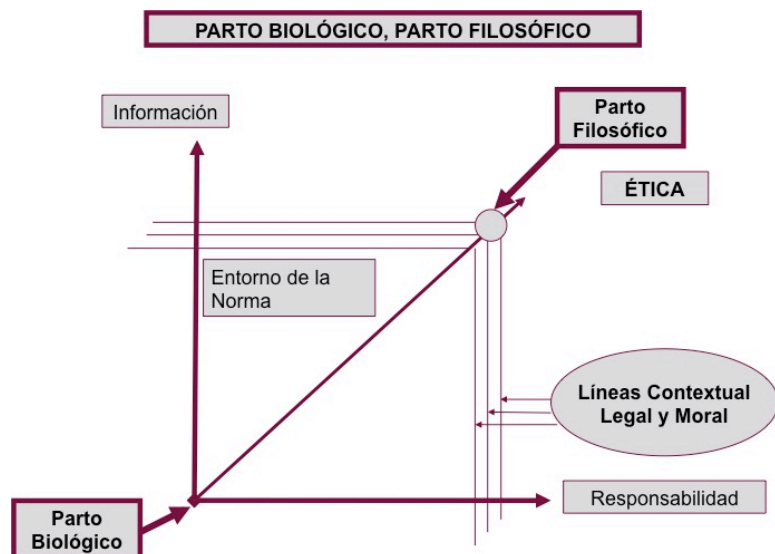 PARTO BIOLÓGICO, PARTO FILOSÓFICO
Información
Parto
Filosófico
ÉTICA
Entorno de la
Norma
Líneas Contextual
Legal y Moral
Responsabilidad
Parto
Biológico